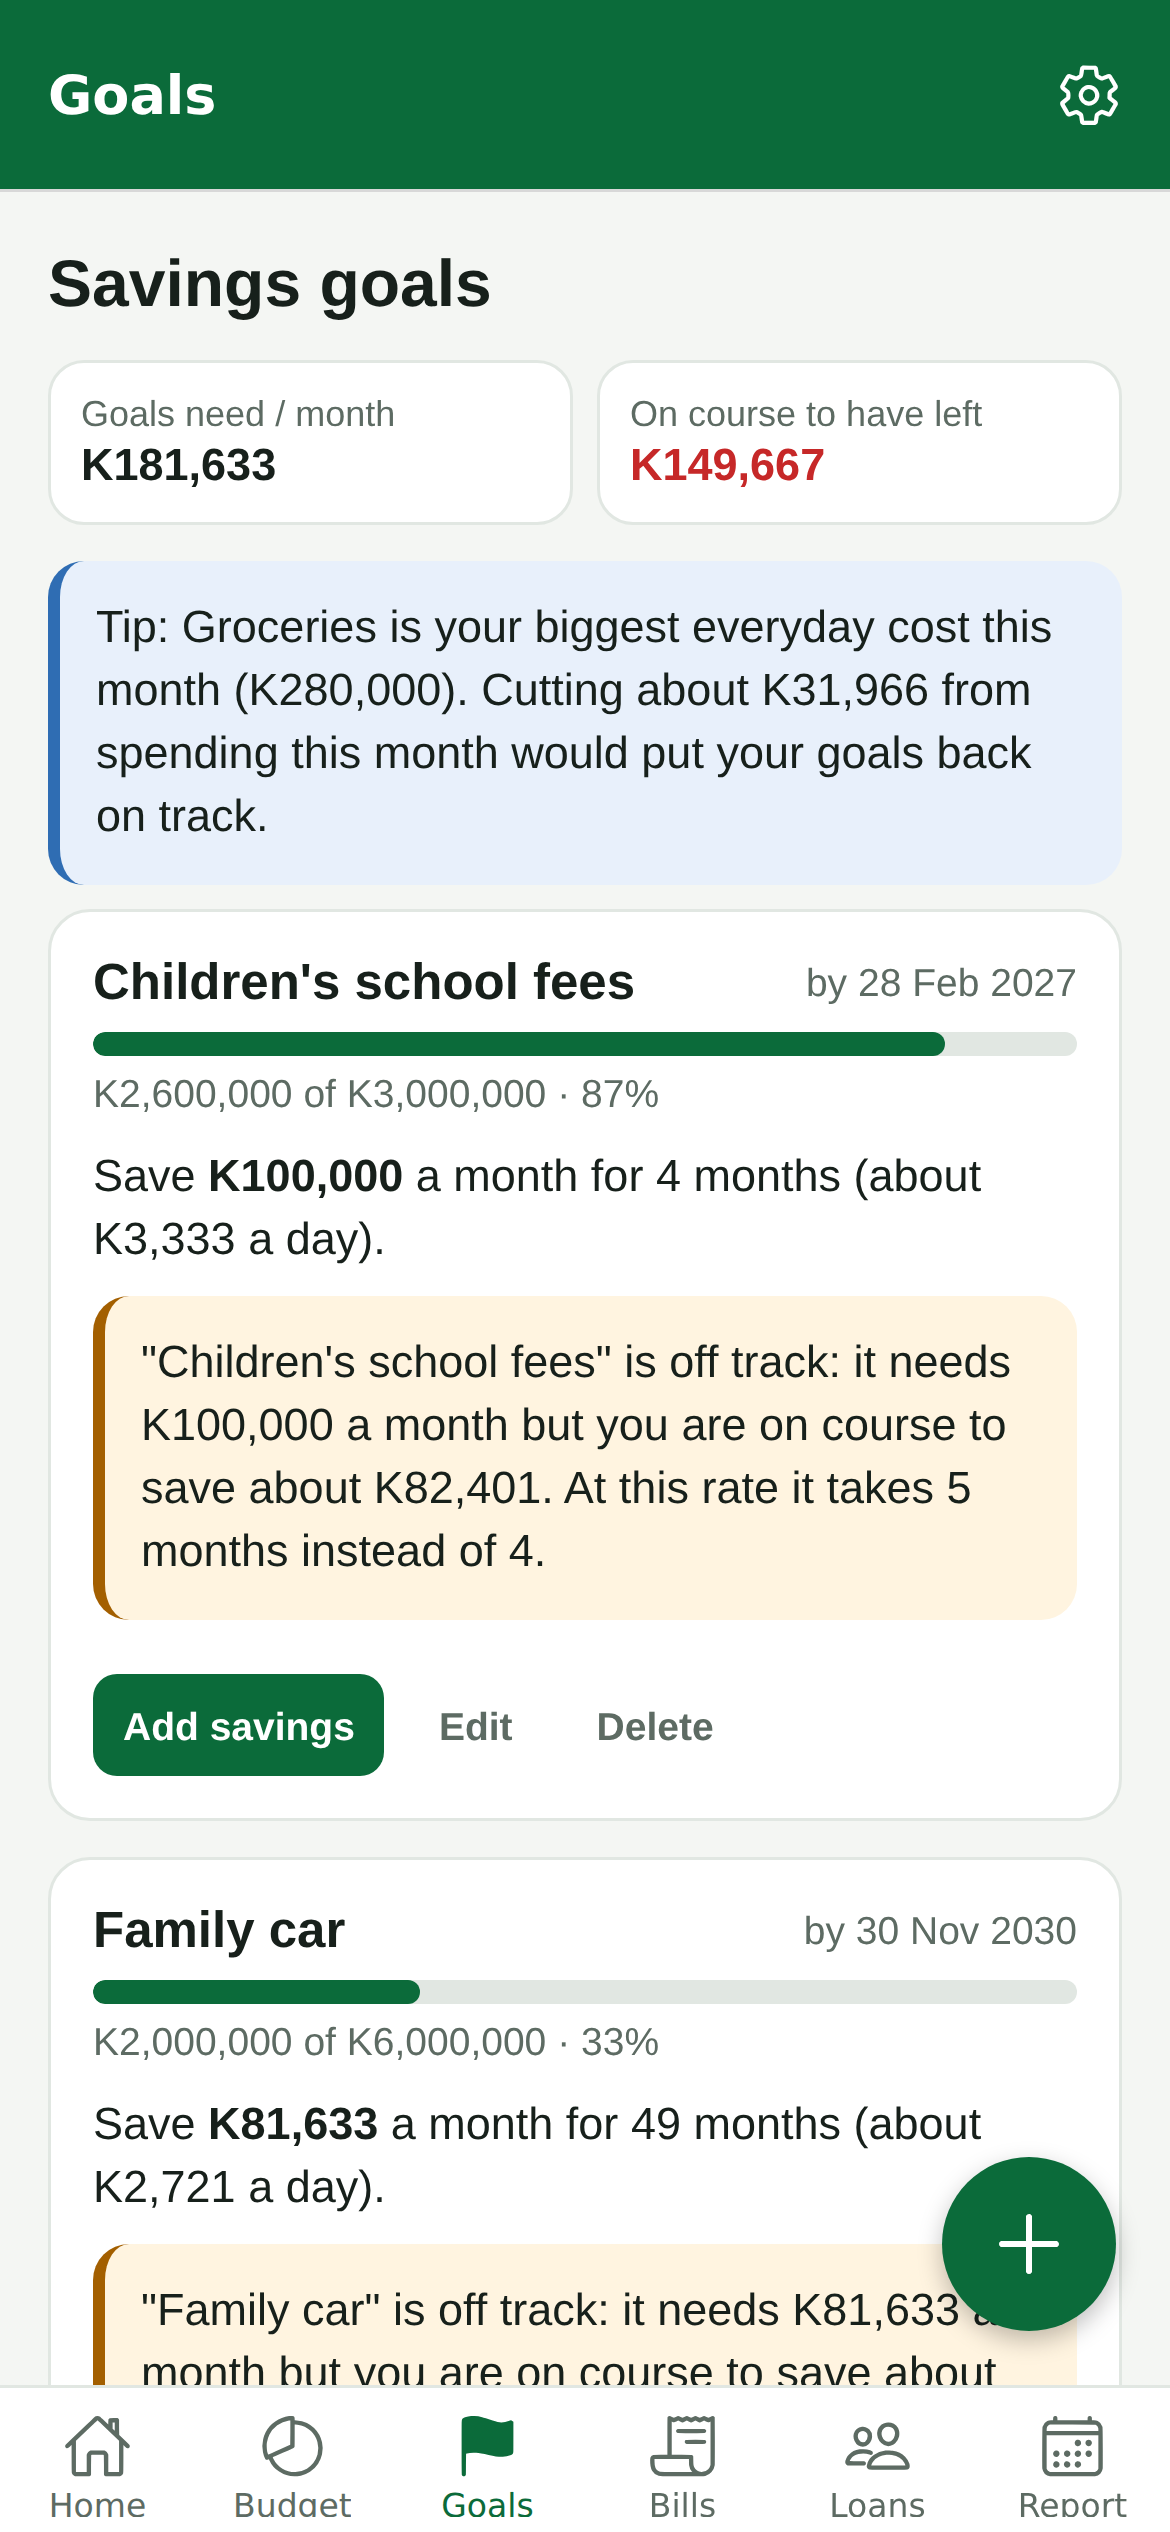 Goals
Savings goals
Goals need / month
K181,633
On course to have left
K149,667
Tip: Groceries is your biggest everyday cost this
month (K280,000). Cutting about K31,966 from
spending this month would put your goals back
on track.
Children's school fees
by 28 Feb 2027
K2,600,000 of K3,000,000 · 87%
Save K100,000 a month for 4 months (about
K3,333 a day).
"Children's school fees" is off track: it needs
K100,000 a month but you are on course to
save about K82,401. At this rate it takes 5
months instead of 4.
Add savings
Edit
Delete
Family car
by 30 Nov 2030
K2,000,000 of K6,000,000 · 33%
Save K81,633 a month for 49 months (about
K2,721 a day).
"Family car" is off track: it needs K81,633 a
month but you are on course to save about
Home
Budget
Goals
Bills
Loans
Report